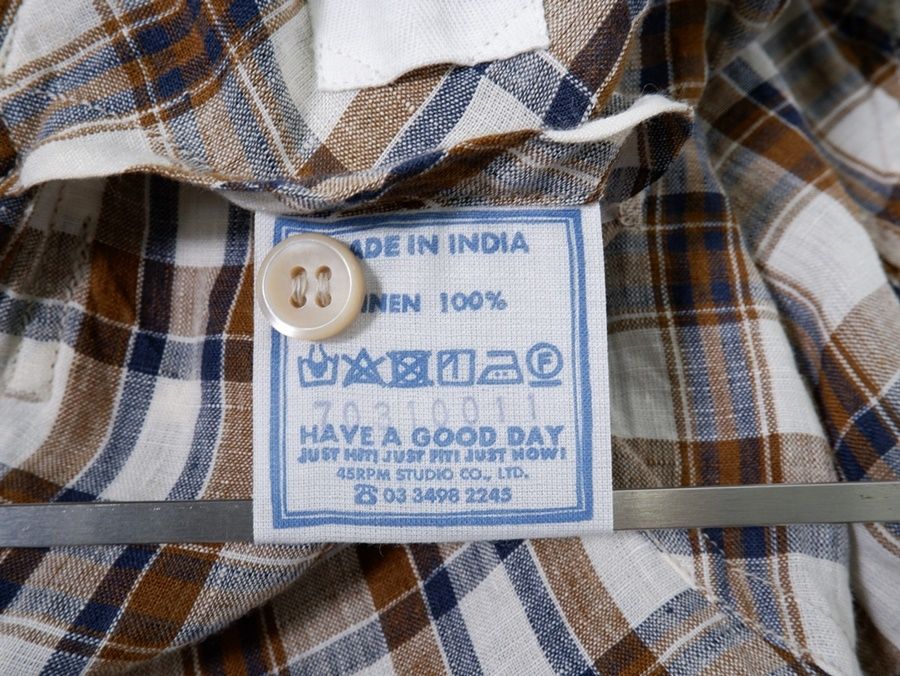 ADE IN INDIA
INEN 100%
F
70310011
HAVE A GOOD DAY
JUST HIT! JUST FIT! JUST NOW!
45RPM STUDIO CO., LTD.
☎ 03 3498 2245